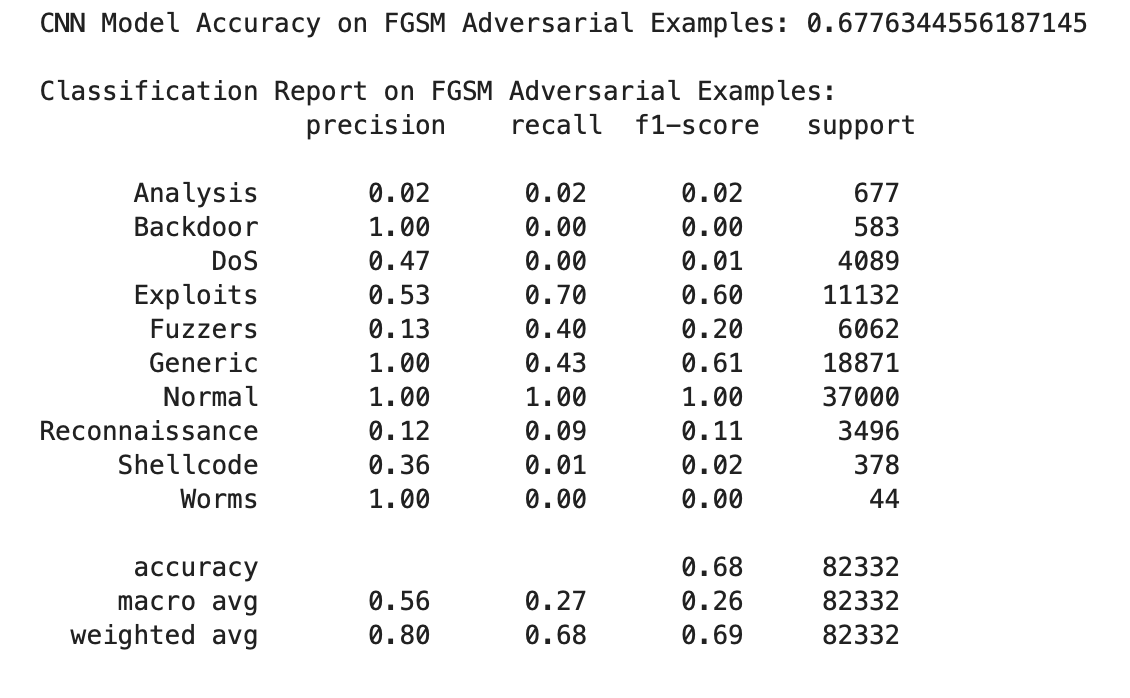 CNN Model Accuracy on FGSM Adversarial Examples: 0.6776344556187145
Classification Report on FGSM Adversarial Examples:
precision recall f1-score support
Analysis 0.02 0.02 0.02 677
Backdoor 1.00 0.00 0.00 583
DoS 0.47 0.00 0.01 4089
Exploits 0.53 0.70 0.60 11132
Fuzzers 0.13 0.40 0.20 6062
Generic 1.00 0.43 0.61 18871
Normal 1.00 1.00 1.00 37000
Reconnaissance 0.12 0.09 0.11 3496
Shellcode 0.36 0.01 0.02 378
Worms 1.00 0.00 0.00 44
accuracy 0.68 82332
macro avg 0.56 0.27 0.26 82332
weighted avg 0.80 0.68 0.69 82332